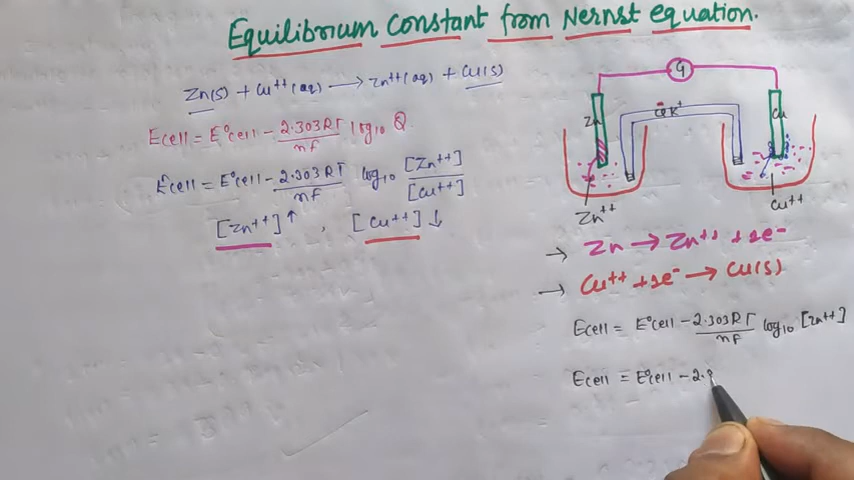 Equilibrium Constant from Nernst equation.
Zn(s) + Cu++(aq) → Zn++(aq) + Cu(s)
Ecell = E°cell - 2.303RT/nf log10 Q
Ecell = E°cell - 2.303RT/nf log10 [Zn++]/[Cu++]
[Zn++]↑ , [Cu++]↓
G
Zn
Cu
Zn++
Cu++
→ Zn → Zn++ + 2e-
→ Cu++ + 2e- → Cu(s)
Ecell = E°cell - 2.303RT/nf log10 [Zn++]
Ecell = E°cell - 2.